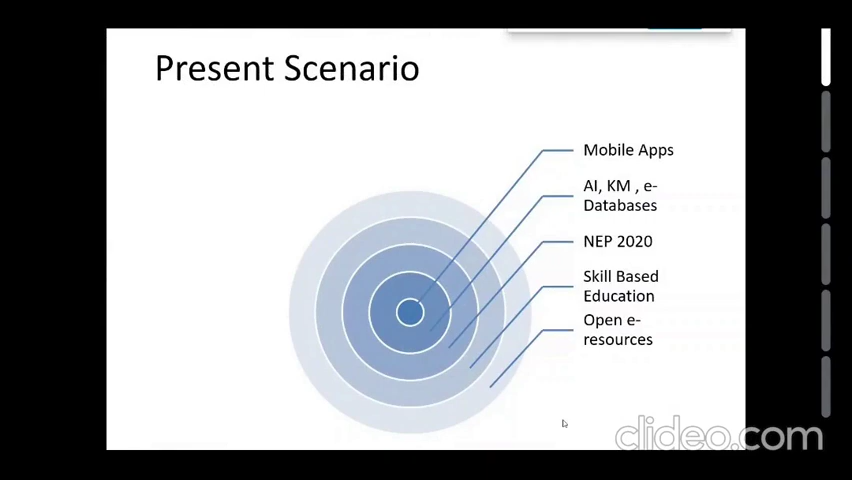 Present Scenario
Mobile Apps
AI, KM , e-
Databases
NEP 2020
Skill Based
Education
Open e-
resources
clideo.com